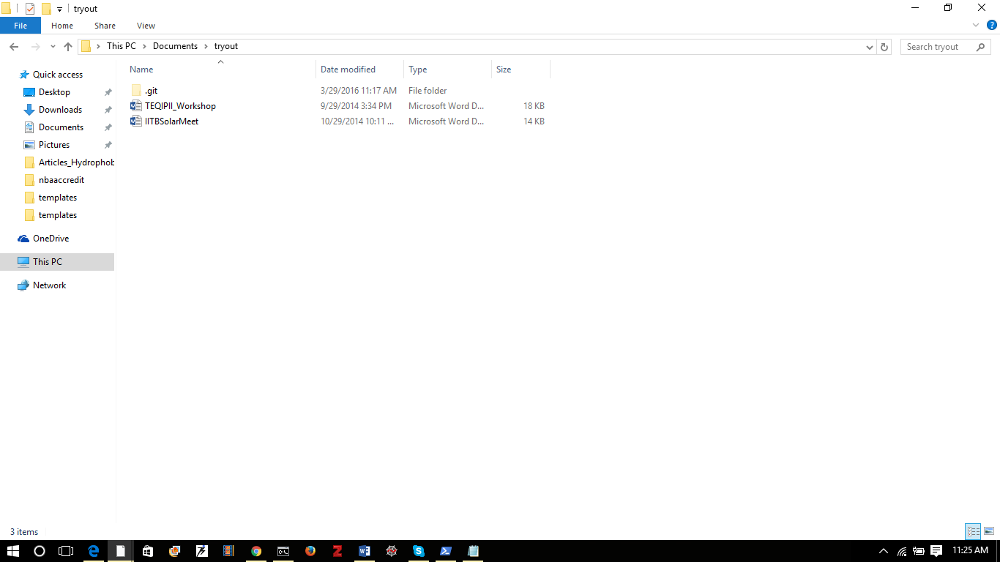 tryout
File Home Share View
This PC Documents tryout
Search tryout
Name Date modified Type Size
Quick access
Desktop
Downloads
Documents
Pictures
Articles_Hydrophob
nbaaccredit
templates
templates
OneDrive
This PC
Network
.git 3/29/2016 11:17 AM File folder
TEQIPII_Workshop 9/29/2014 3:34 PM Microsoft Word D... 18 KB
IITBSolarMeet 10/29/2014 10:11 ... Microsoft Word D... 14 KB
3 items
11:25 AM